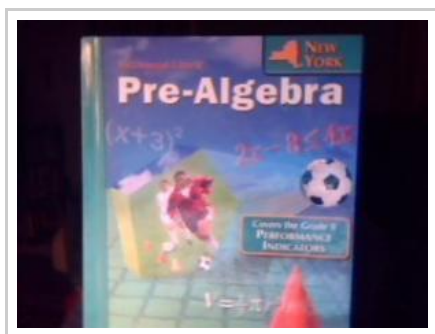 NEW
YORK
Pre-Algebra
(x+3)²
Covers the Grade 8
PERFORMANCE
INDICATORS
V=